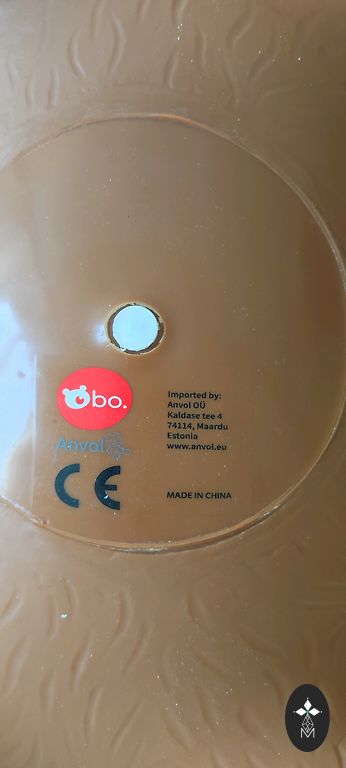 bo.
Anvol
CE
Imported by:
Anvol OÜ
Kaldase tee 4
74114, Maardu
Estonia
www.anvol.eu
MADE IN CHINA
M